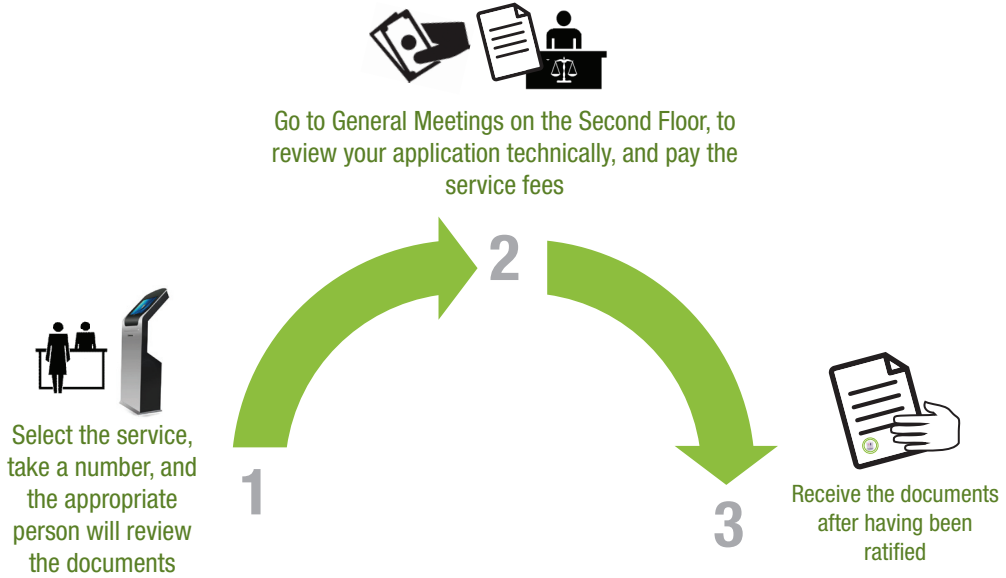 Go to General Meetings on the Second Floor, to
review your application technically, and pay the
service fees
2
1
Select the service,
take a number, and
the appropriate
person will review
the documents
3
Receive the documents
after having been
ratified